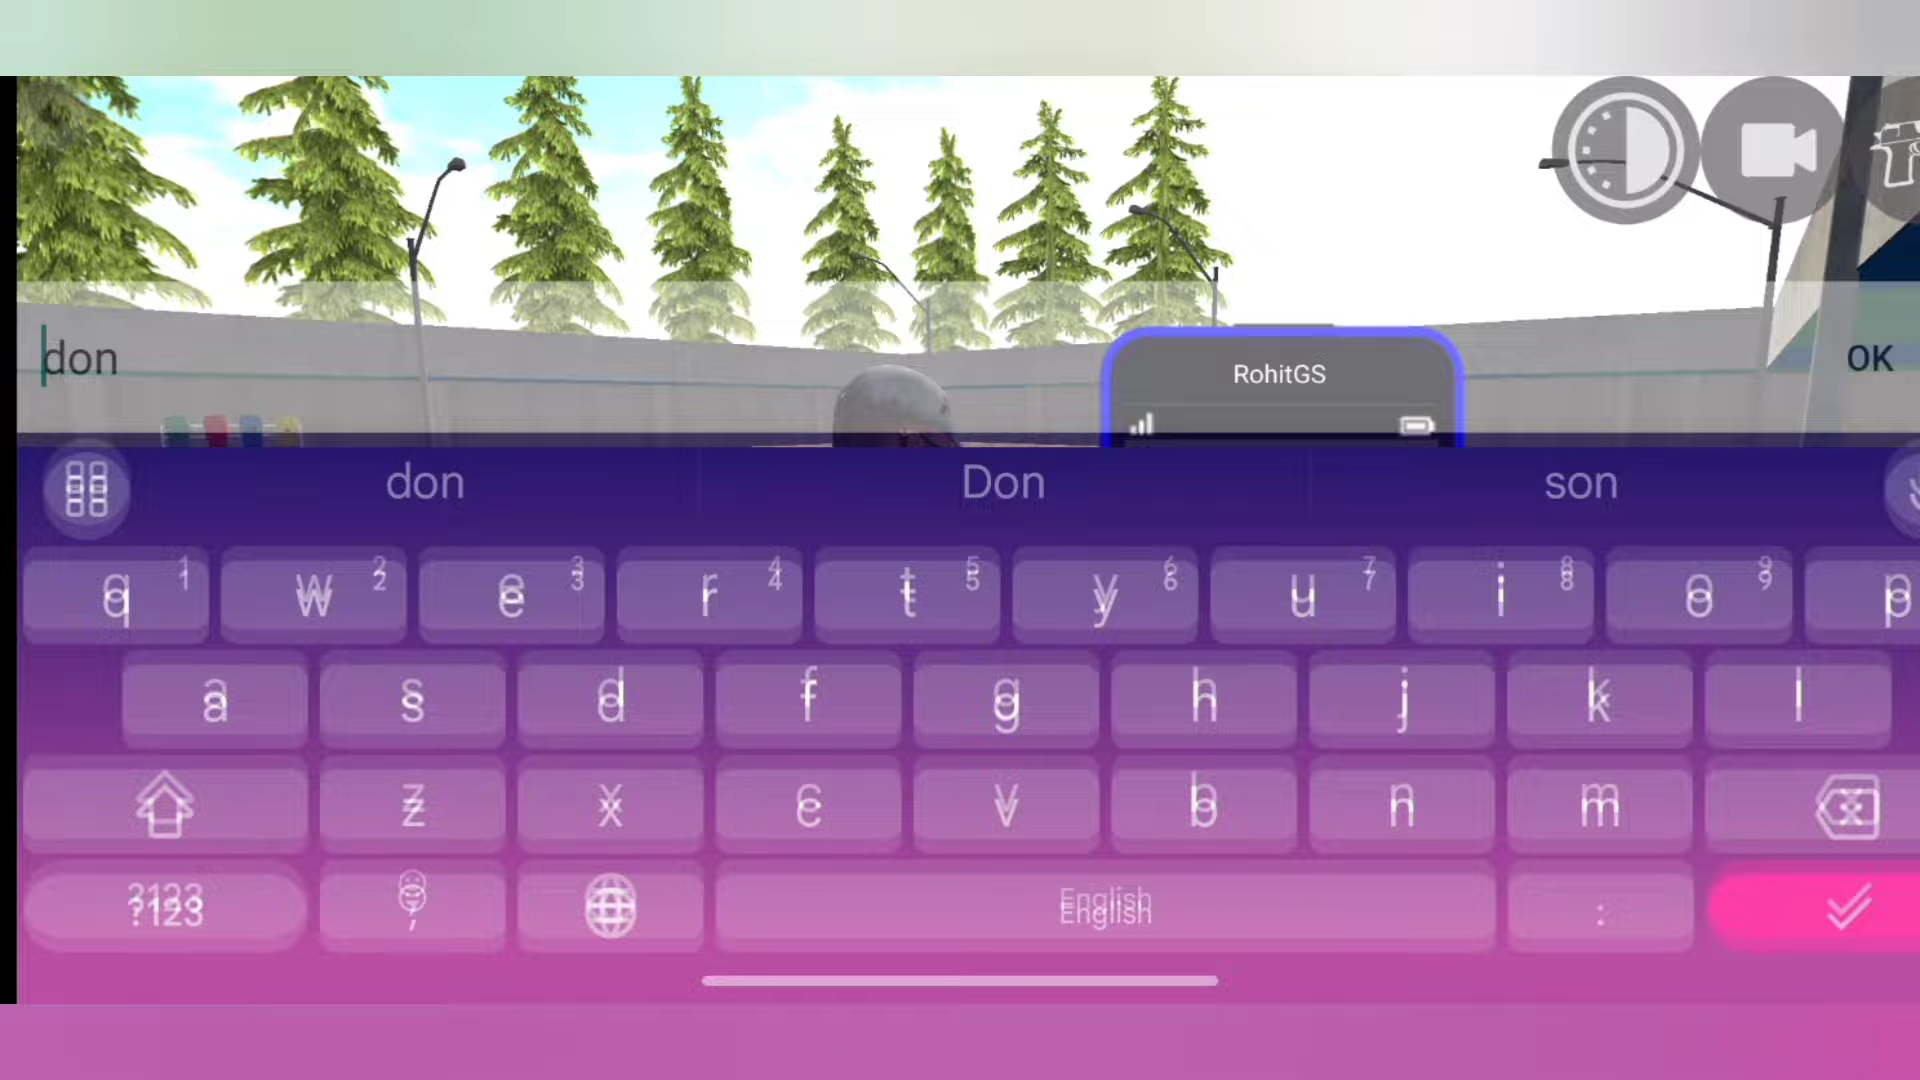 don
OK
RohitGS
don Don son
q 1 w 2 e 3 r 4 t 5 y 6 u 7 i 8 o 9 p
a s d f g h j k l
z x c v b n m
?123 , English .